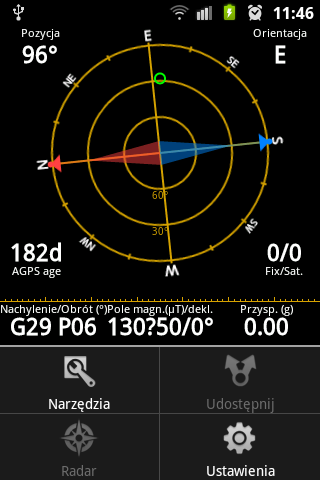 11:46
Pozycja
Orientacja
96°
E
E
NE
SE
N
S
60°
30°
NW
SW
W
182d
0/0
AGPS age
Fix/Sat.
Nachylenie/Obrót (°)Pole magn.(µT)/dekl.
Przysp. (g)
G29 P06
130?50/0°
0.00
Narzędzia
Udostępnij
Radar
Ustawienia